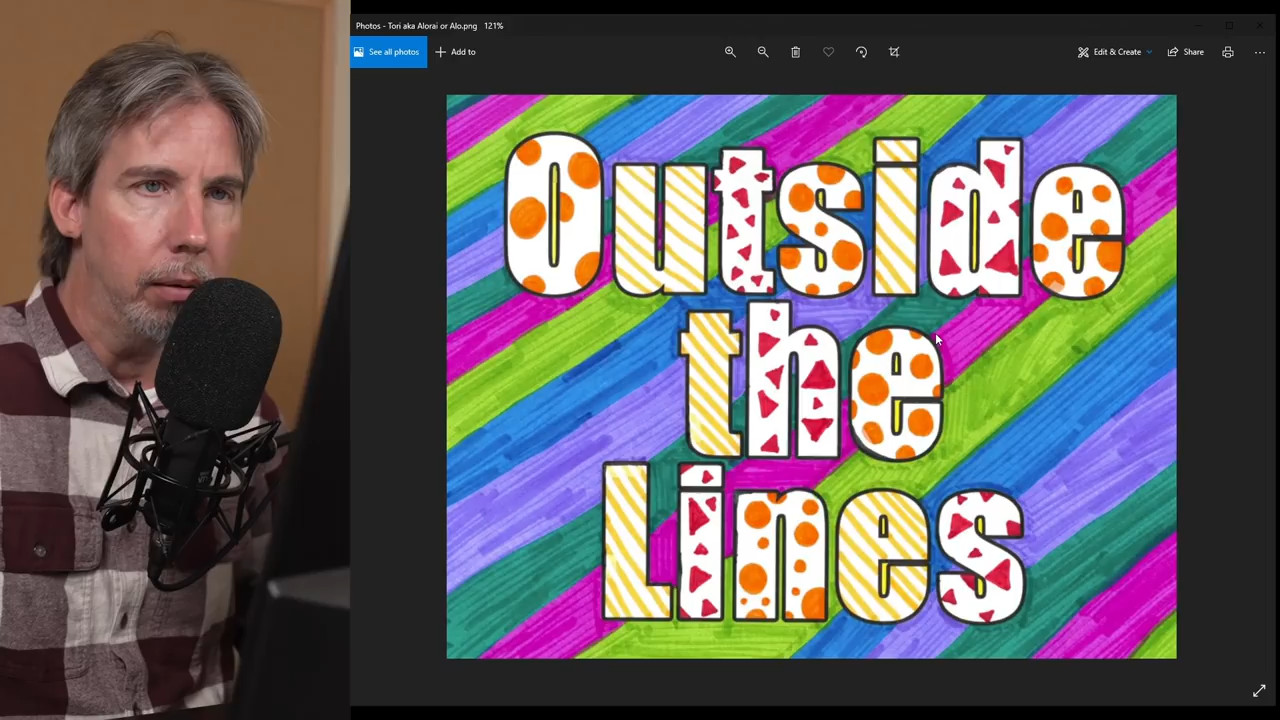 Photos - Tori aka Alorai or Alo.png 121%
See all photos
Add to
Edit & Create
Share
Outside
the
Lines